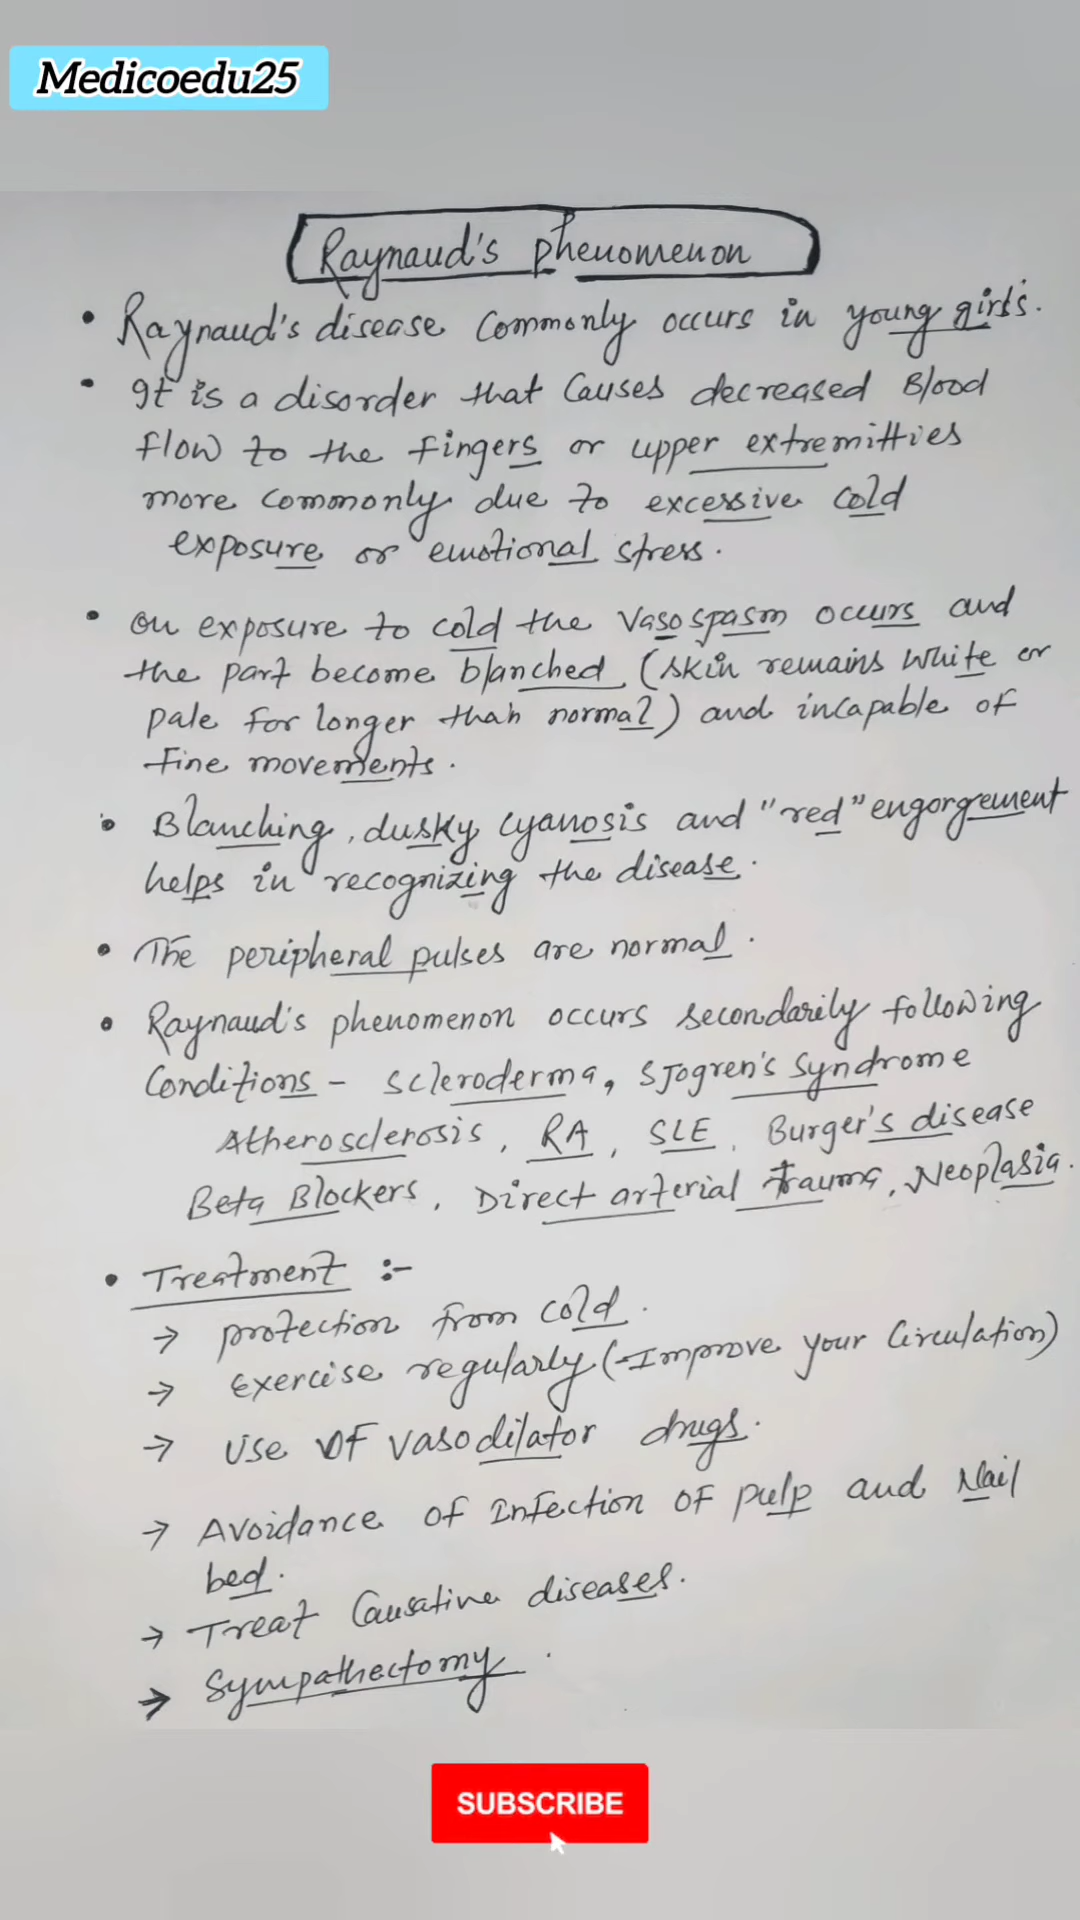 Medicoedu25
Raynaud's phenomenon
• Raynaud's disease commonly occurs in young girls.
• It is a disorder that causes decreased Blood
flow to the fingers or upper extremitties
more commonly due to excessive cold
exposure or emotional stress.
• On exposure to cold the vasospasm occurs and
the part become blanched (skin remains white or
pale for longer than normal) and incapable of
fine movements.
• Blanching, dusky cyanosis and "red" engorgement
helps in recognizing the disease.
• The peripheral pulses are normal.
• Raynaud's phenomenon occurs secondarily following
Conditions - scleroderma, Sjogren's Syndrome
Atherosclerosis, RA, SLE, Burger's disease
Beta Blockers, Direct arterial trauma, Neoplasia.
• Treatment :-
→ protection from cold.
→ Exercise regularly (-Improve your Circulation)
→ Use of vasodilator drugs.
→ Avoidance of Infection of pulp and Nail
bed.
→ Treat Causative diseases.
→ Sympathectomy.
SUBSCRIBE